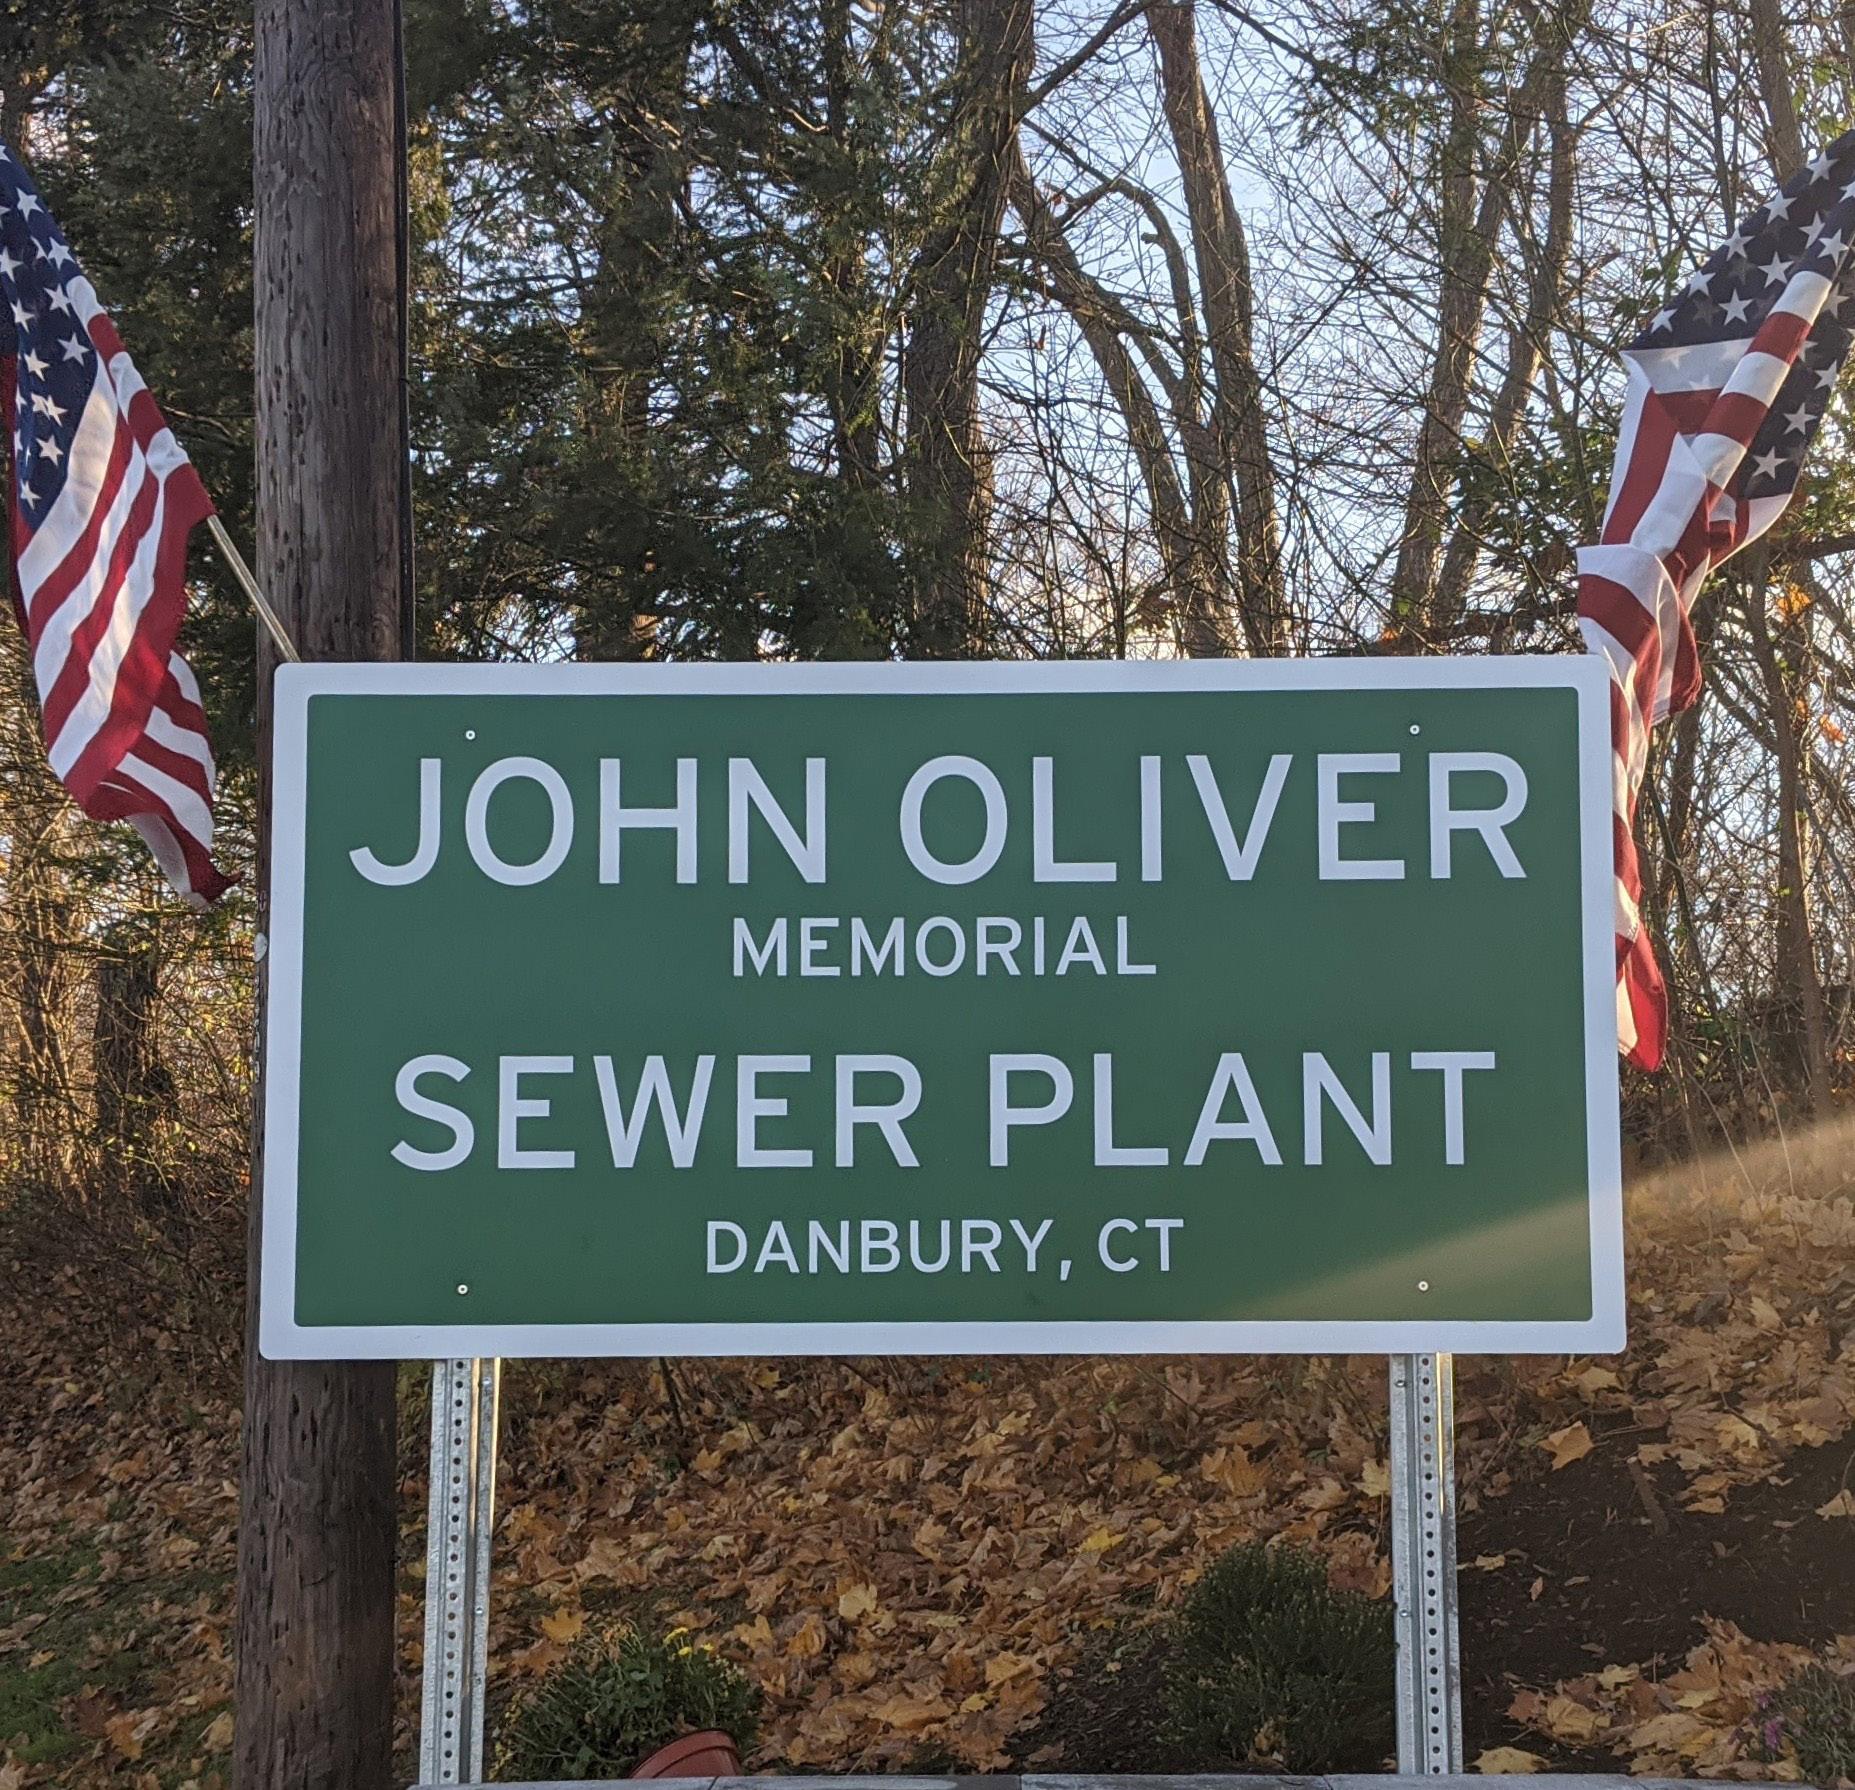 JOHN OLIVER
MEMORIAL
SEWER PLANT
DANBURY, CT